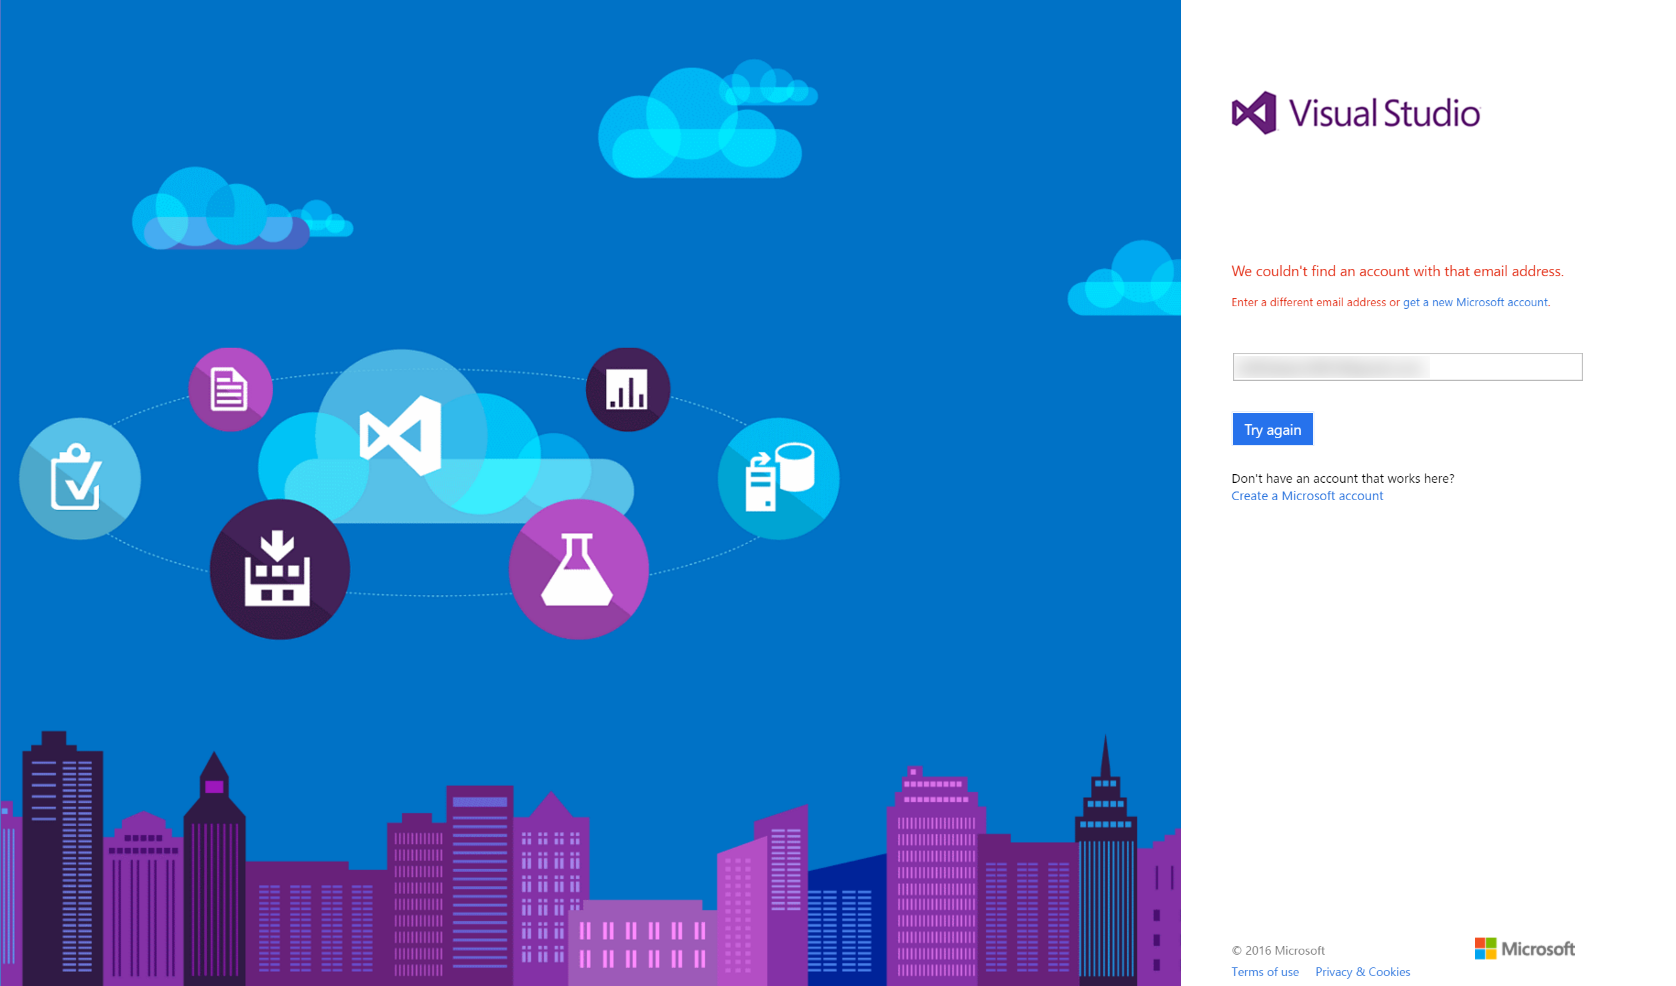 Visual Studio
We couldn't find an account with that email address.
Enter a different email address or get a new Microsoft account.
Try again
Don't have an account that works here?
Create a Microsoft account
© 2016 Microsoft
Microsoft
Terms of use Privacy & Cookies